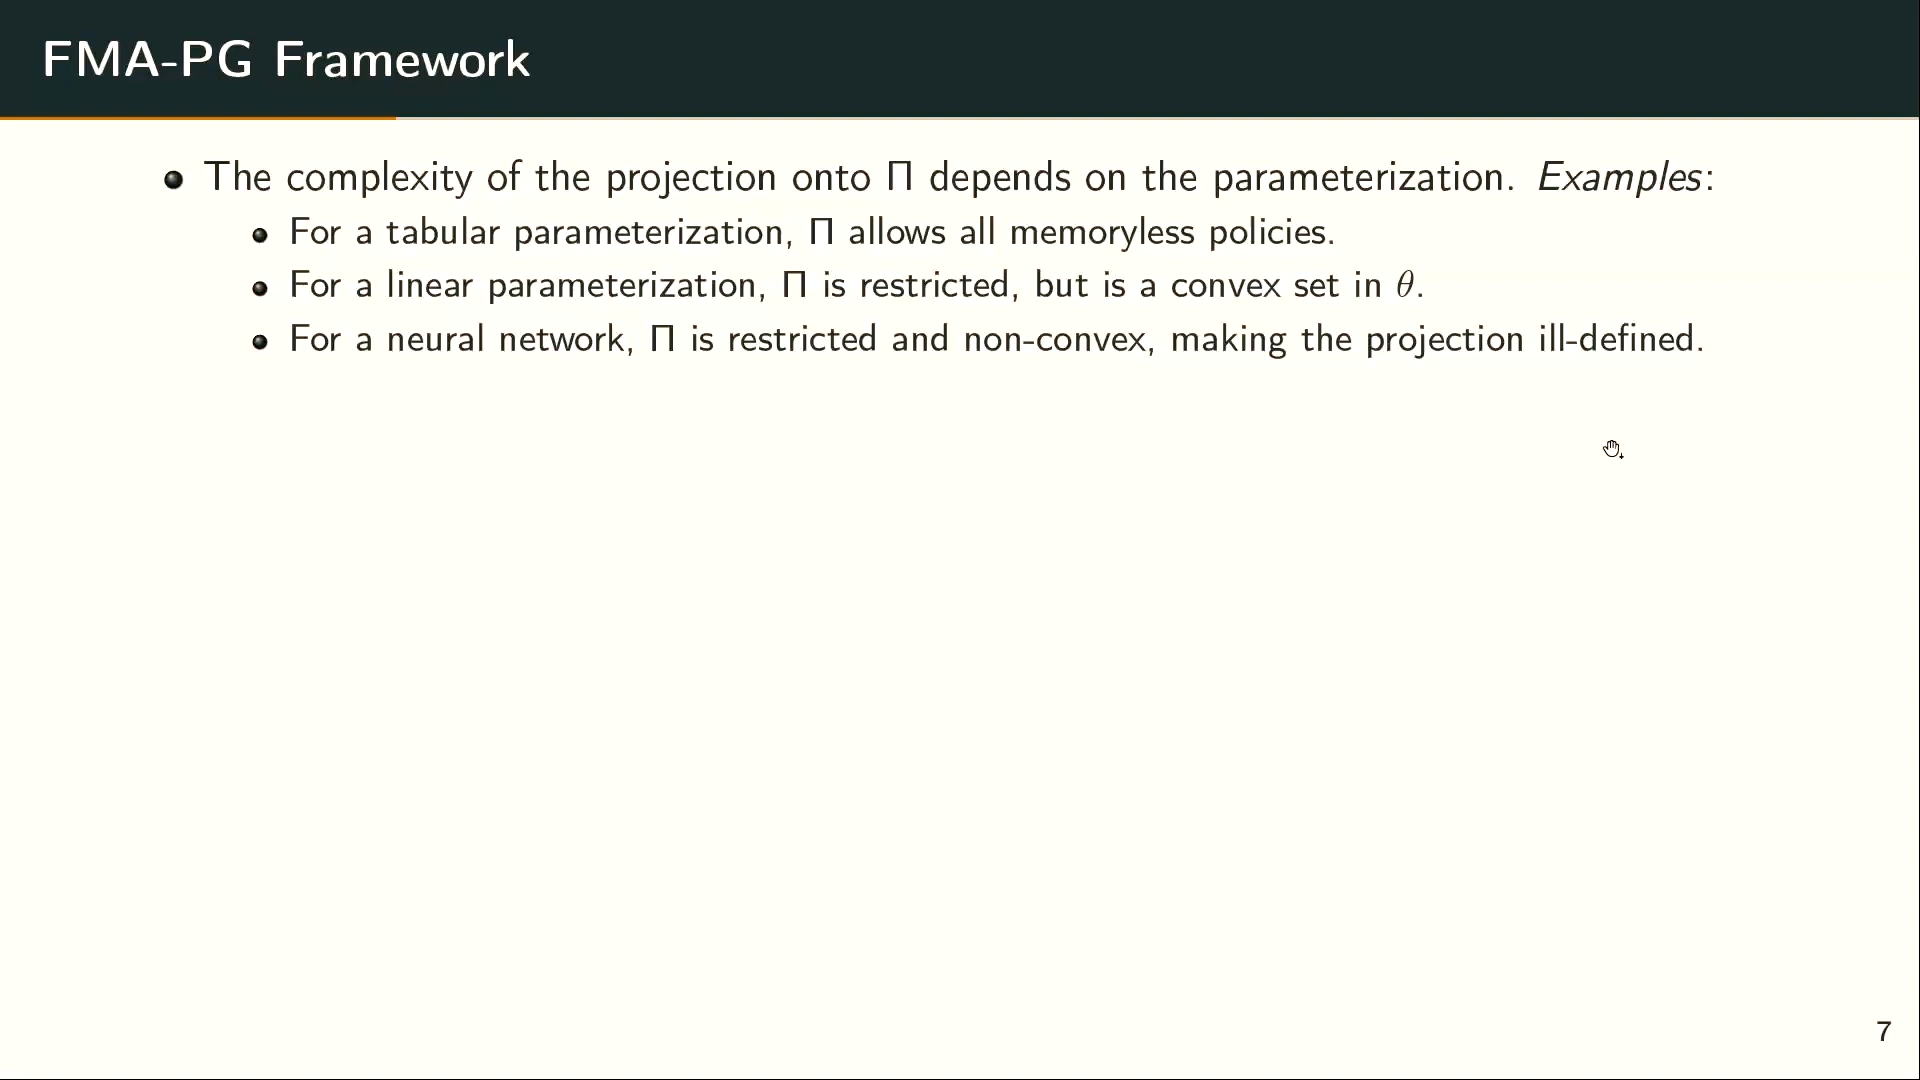 FMA-PG Framework
The complexity of the projection onto Π depends on the parameterization. Examples:
For a tabular parameterization, Π allows all memoryless policies.
For a linear parameterization, Π is restricted, but is a convex set in θ.
For a neural network, Π is restricted and non-convex, making the projection ill-defined.
7